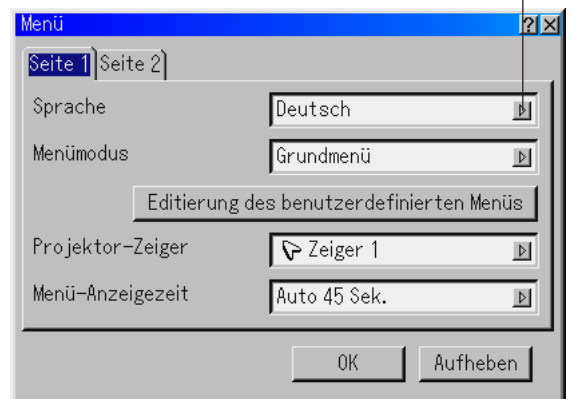 Menü
Seite 1 Seite 2
Sprache Deutsch
Menümodus Grundmenü
Editierung des benutzerdefinierten Menüs
Projektor-Zeiger Zeiger 1
Menü-Anzeigezeit Auto 45 Sek.
OK Aufheben